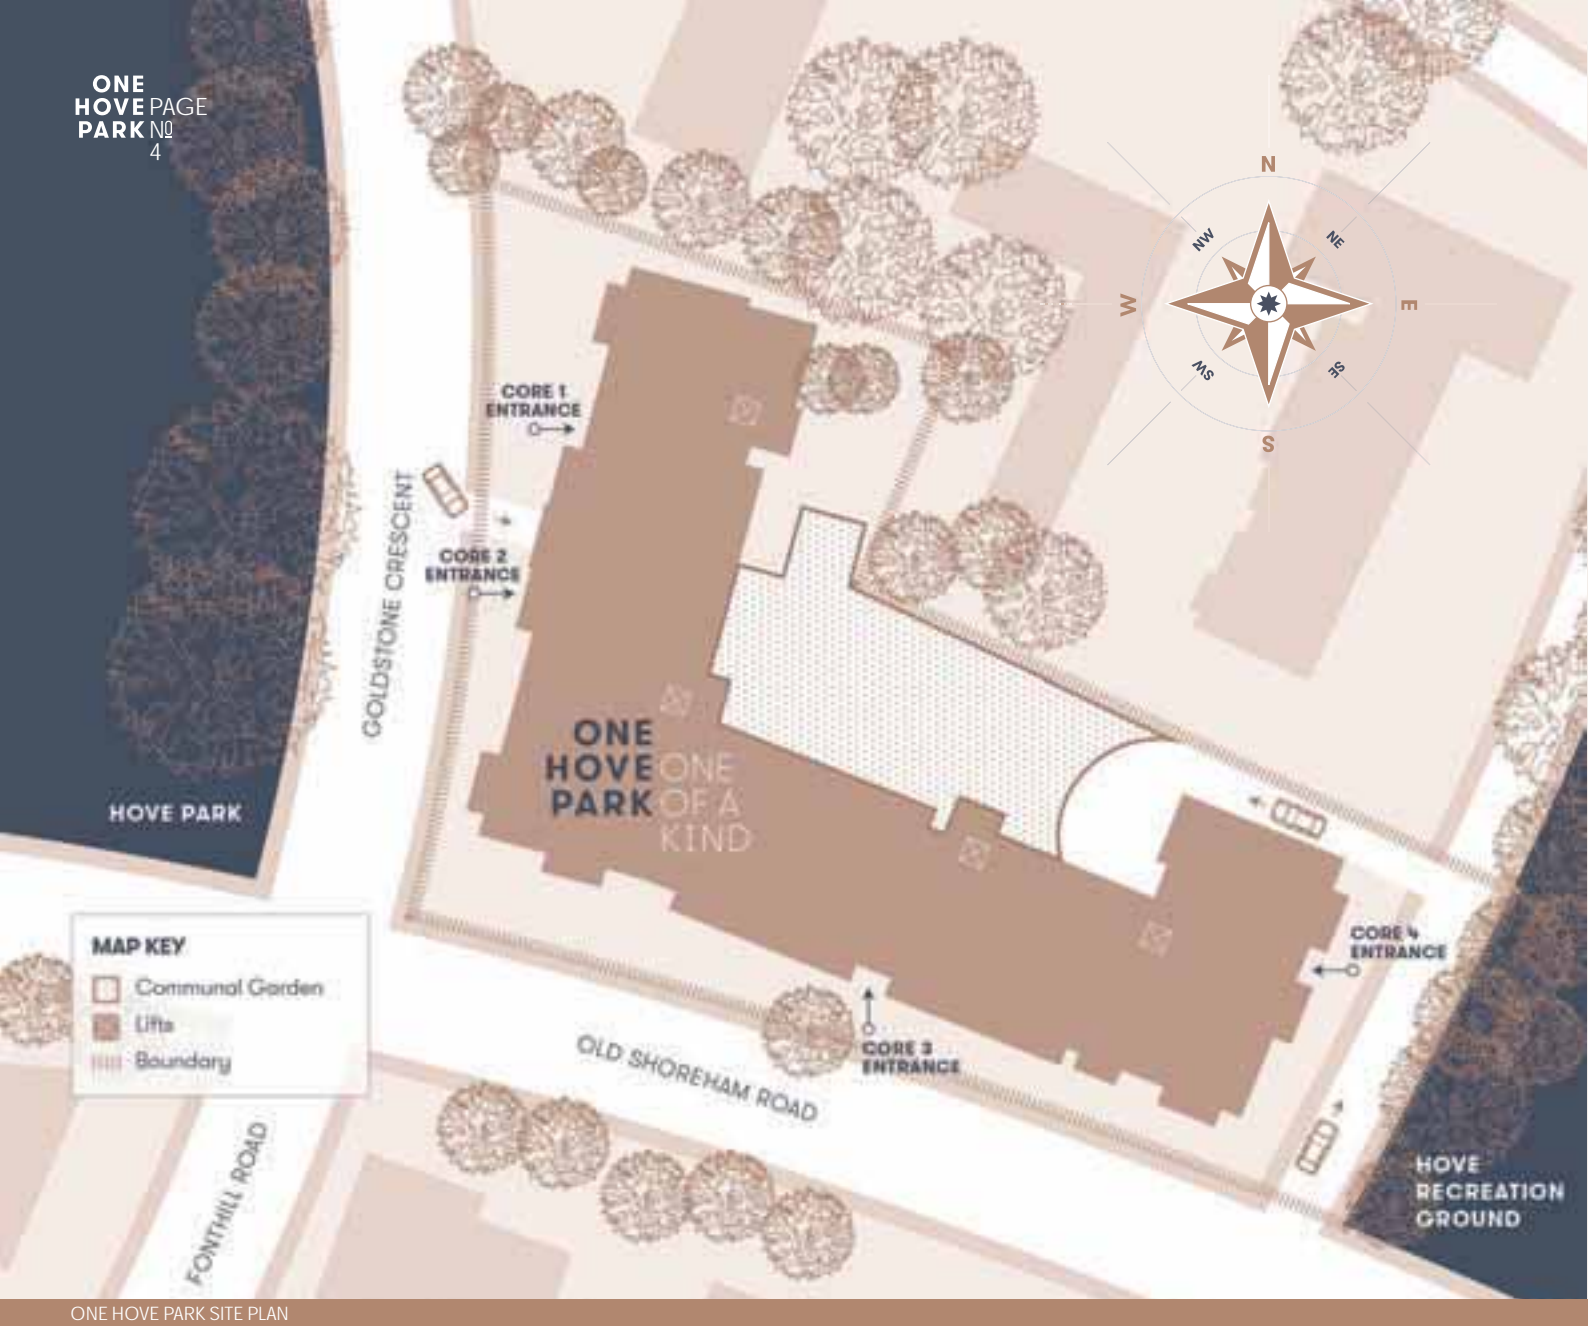 ONE
HOVE PAGE
PARK Nº
4
N
NW
NE
W
E
SW
SE
S
CORE 1
ENTRANCE
GOLDSTONE CRESCENT
CORE 2
ENTRANCE
ONE
HOVE ONE
PARK OF A
KIND
HOVE PARK
CORE 4
ENTRANCE
MAP KEY
Communal Garden
Lifts
Boundary
OLD SHOREHAM ROAD
CORE 3
ENTRANCE
FONTHILL ROAD
HOVE
RECREATION
GROUND
ONE HOVE PARK SITE PLAN